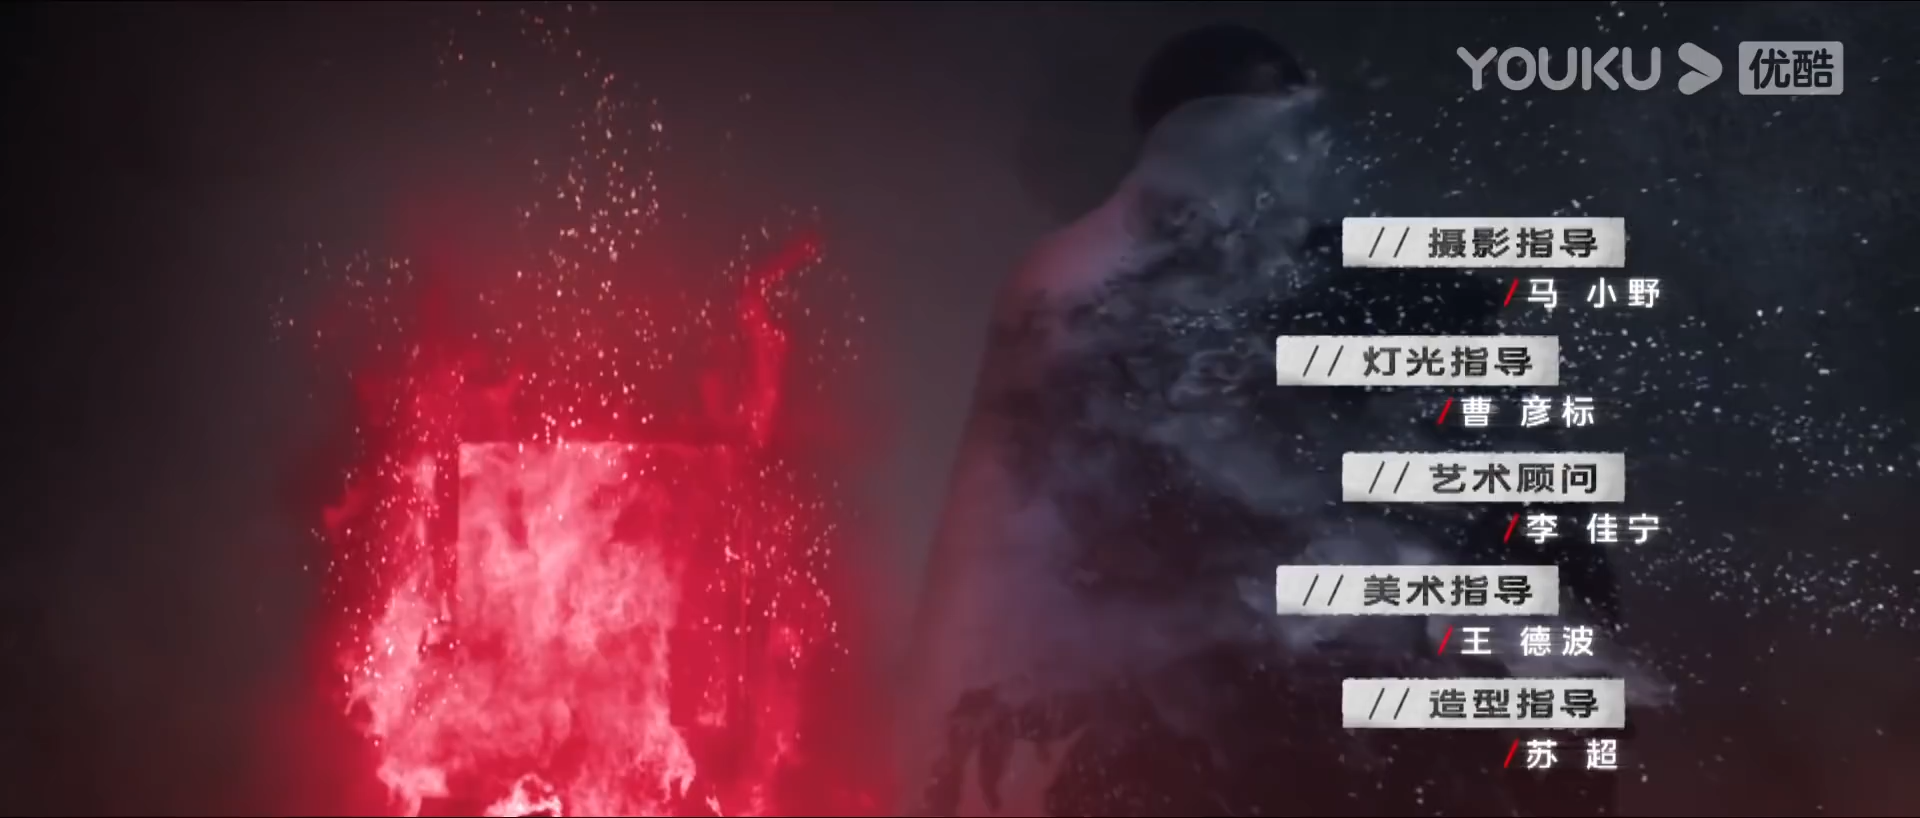 YOUKU 优酷
// 摄影指导
/马 小野
// 灯光指导
/曹 彦标
// 艺术顾问
/李 佳宁
// 美术指导
/王 德波
// 造型指导
/苏 超